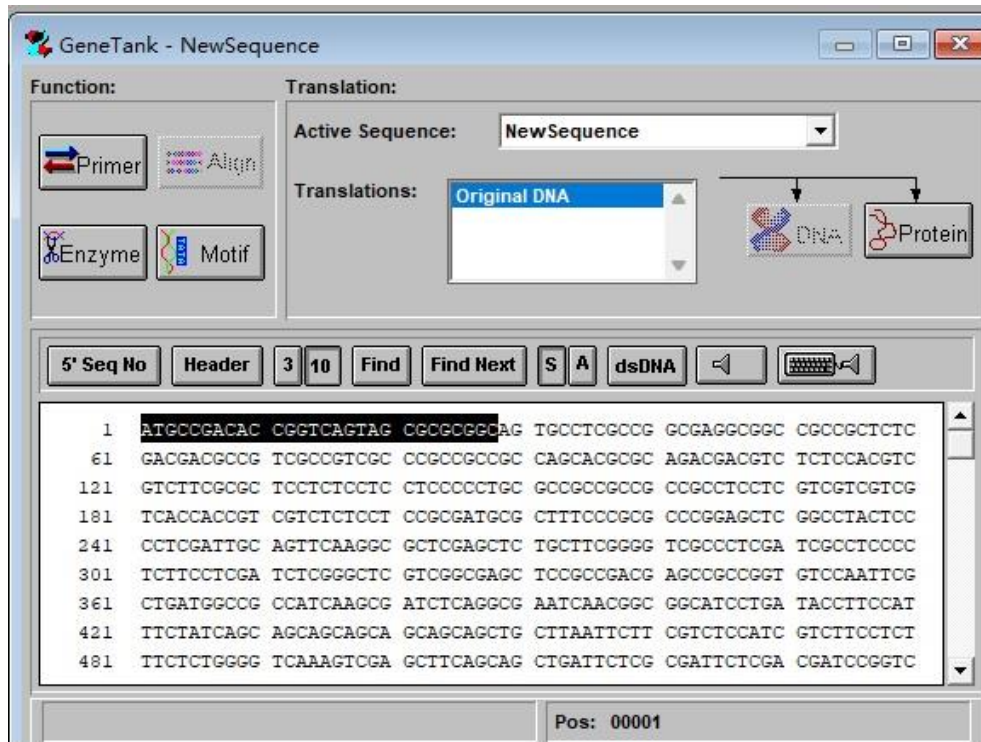 GeneTank - NewSequence
Function:
Translation:
Active Sequence: NewSequence
Primer Align
Translations: Original DNA
DNA Protein
Enzyme Motif
5' Seq No Header 3 10 Find Find Next S A dsDNA
1 ATGCCGACAC CGGTCAGTAG CGCGCGGCAG TGCCTCGCCG GCGAGGCGGC CGCCGCTCTC
61 GACGACGCCG TCGCCGTCGC CCGCCGCCGC CAGCACGCGC AGACGACGTC TCTCCACGTC
121 GTCTTCGCGC TCCTCTCCTC CTCCCCCTGC GCCGCCGCCG CCGCCTCCTC GTCGTCGTCG
181 TCACCACCGT CGTCTCTCCT CCGCGATGCG CTTTCCCGCG CCCGGAGCTC GGCCTACTCC
241 CCTCGATTGC AGTTCAAGGC GCTCGAGCTC TGCTTCGGGG TCGCCCTCGA TCGCCTCCCC
301 TCTTCCTCGA TCTCGGGCTC GTCGGCGAGC TCCGCCGACG AGCCGCCGGT GTCCAATTCG
361 CTGATGGCCG CCATCAAGCG ATCTCAGGCG AATCAACGGC GGCATCCTGA TACCTTCCAT
421 TTCTATCAGC AGCAGCAGCA GCAGCAGCTG CTTAATTCTT CGTCTCCATC GTCTTCCTCT
481 TTCTCTGGGG TCAAAGTCGA GCTTCAGCAG CTGATTCTCG CGATTCTCGA CGATCCGGTC
Pos: 00001